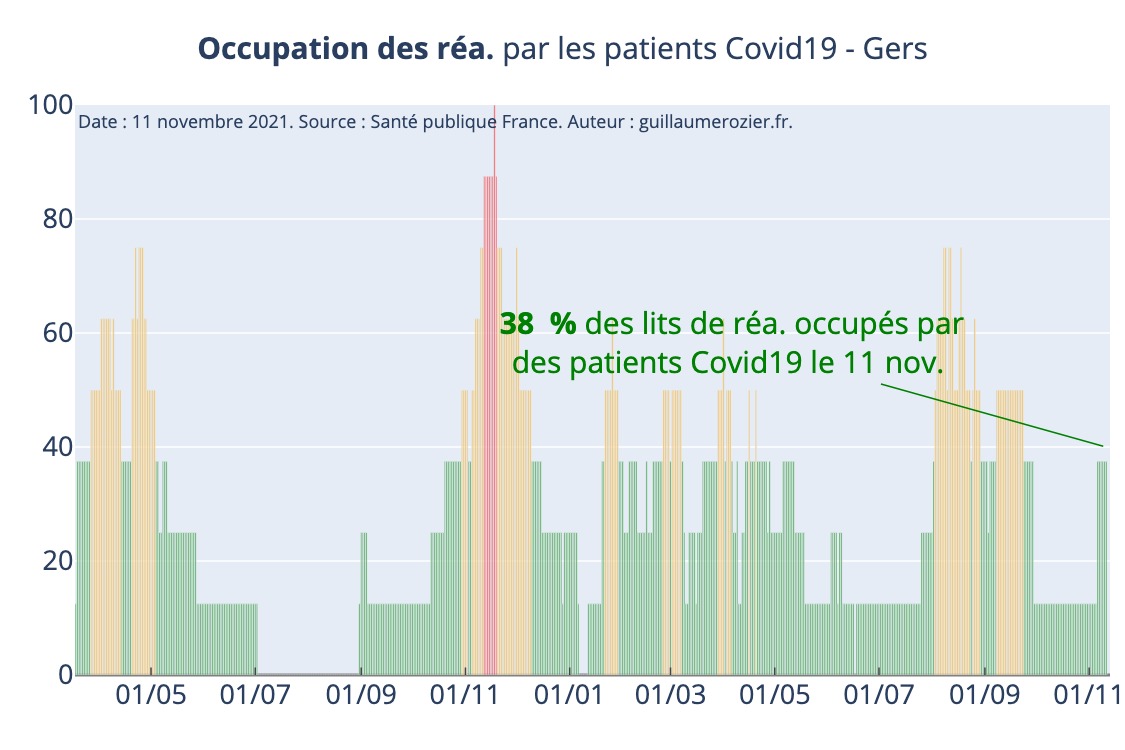 Occupation des réa. par les patients Covid19 - Gers
100
Date : 11 novembre 2021. Source : Santé publique France. Auteur : guillaumerozier.fr.
80
60
38 % des lits de réa. occupés par
des patients Covid19 le 11 nov.
40
20
0
01/05 01/07 01/09 01/11 01/01 01/03 01/05 01/07 01/09 01/11